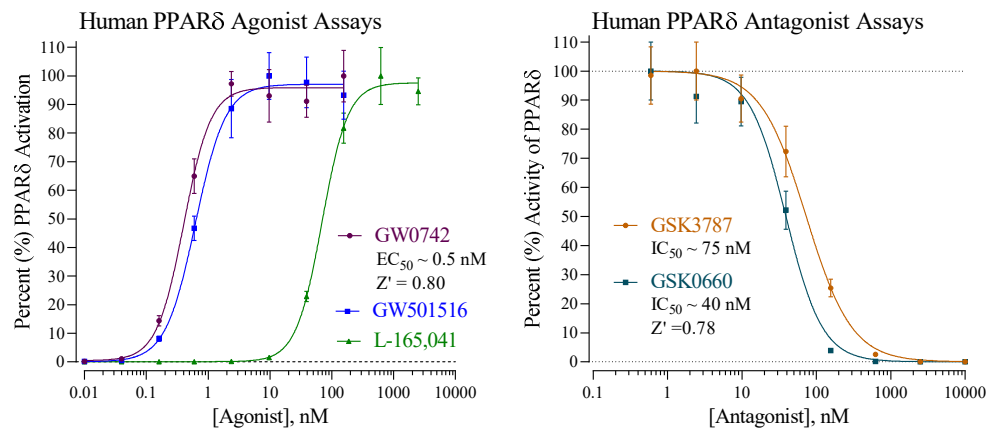 Human PPARδ Agonist Assays
Percent (%) PPARδ Activation
110
100
90
80
70
60
50
40
30
20
10
0
0.01 0.1 1 10 100 1000 10000
[Agonist], nM
GW0742
EC50 ~ 0.5 nM
Z' = 0.80
GW501516
L-165,041
Human PPARδ Antagonist Assays
Percent (%) Activity of PPARδ
110
100
90
80
70
60
50
40
30
20
10
0
0.1 1 10 100 1000 10000
[Antagonist], nM
GSK3787
IC50 ~ 75 nM
GSK0660
IC50 ~ 40 nM
Z' =0.78